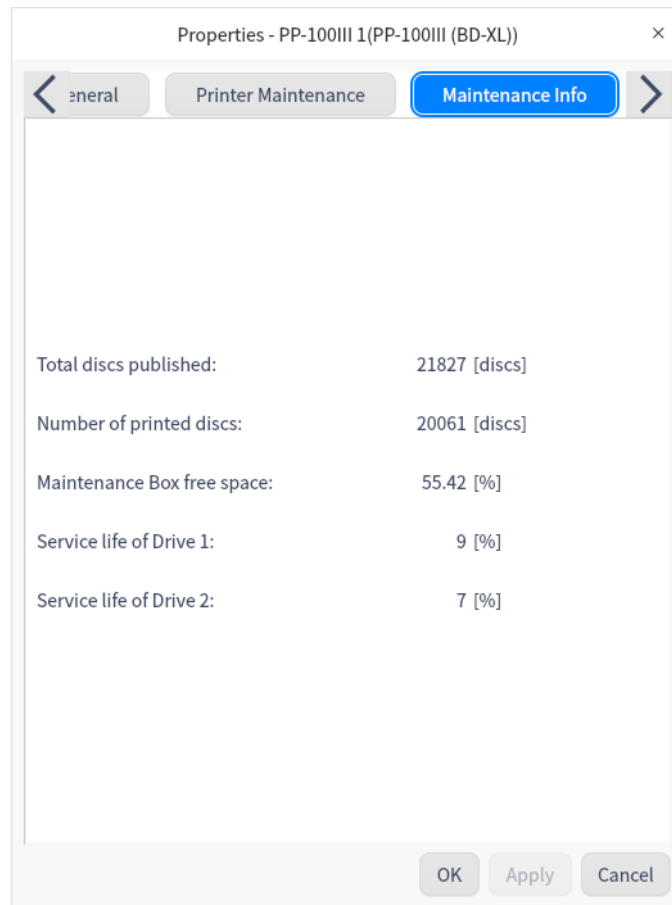 Properties - PP-100III 1(PP-100III (BD-XL))
eneral Printer Maintenance Maintenance Info
Total discs published: 21827 [discs]
Number of printed discs: 20061 [discs]
Maintenance Box free space: 55.42 [%]
Service life of Drive 1: 9 [%]
Service life of Drive 2: 7 [%]
OK Apply Cancel